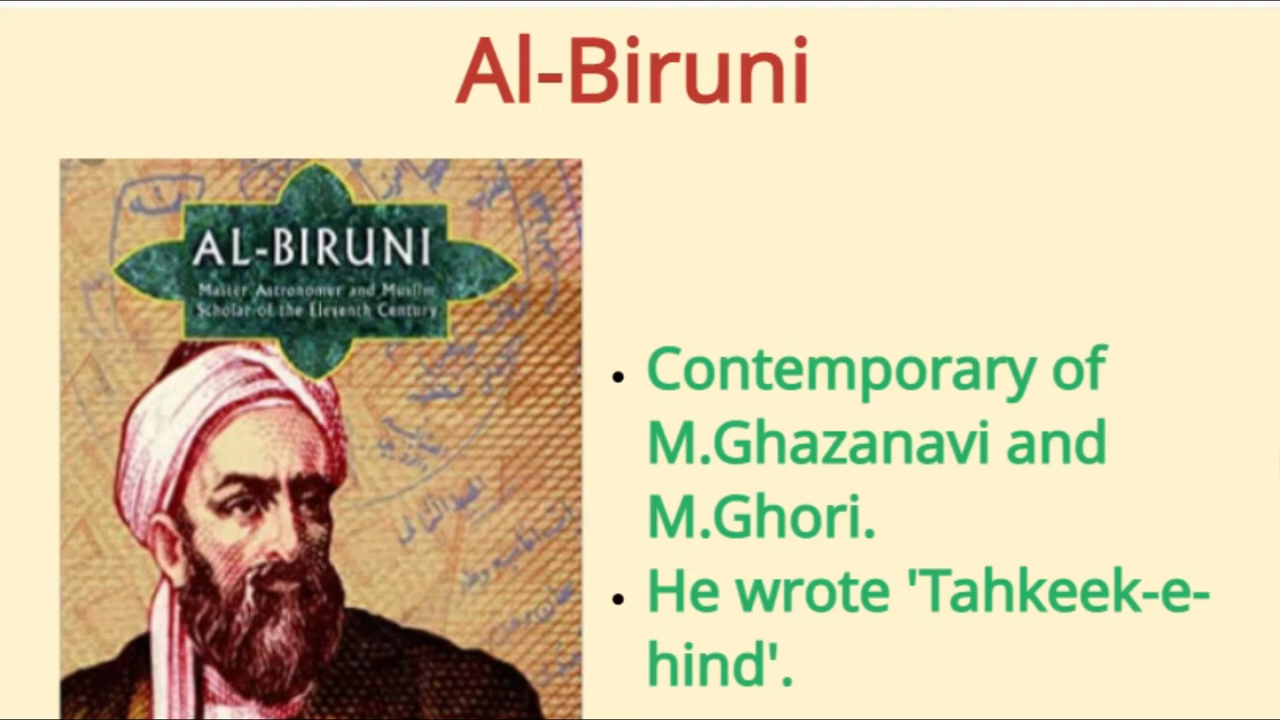 Al-Biruni
AL-BIRUNI
Master Astronomer and Muslim
Scholar of the Eleventh Century
• Contemporary of
M.Ghazanavi and
M.Ghori.
• He wrote 'Tahkeek-e-
hind'.